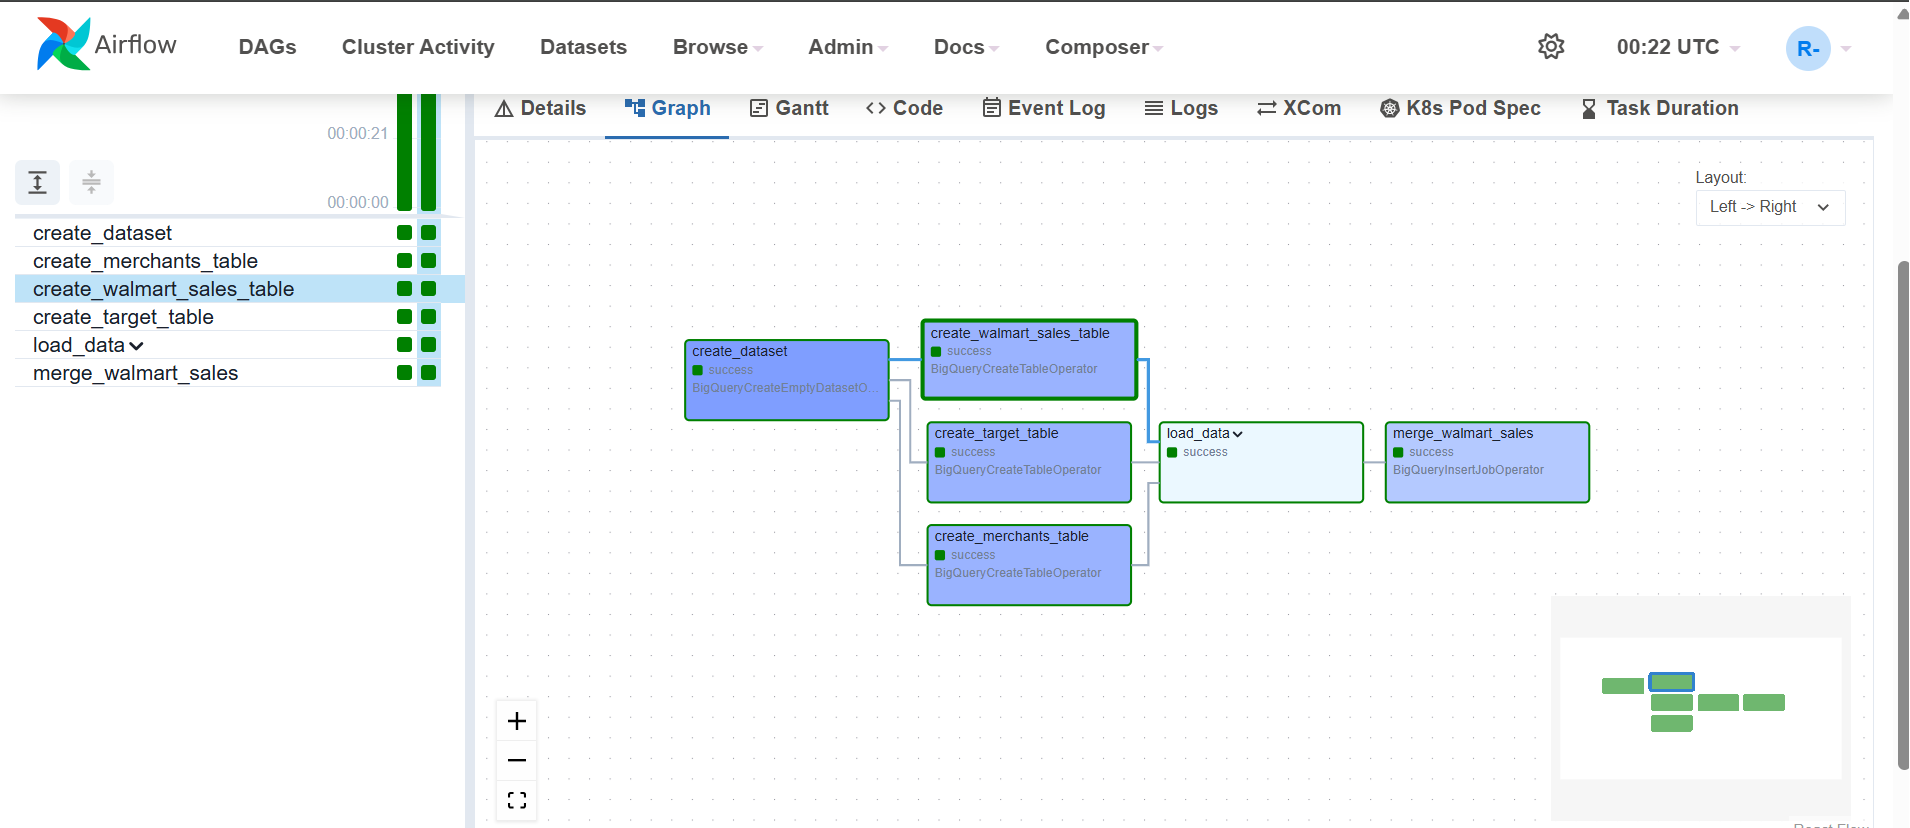 Airflow
DAGs
Cluster Activity
Datasets
Browse
Admin
Docs
Composer
00:22 UTC
R-
Details
Graph
Gantt
Code
Event Log
Logs
XCom
K8s Pod Spec
Task Duration
00:00:21
00:00:00
create_dataset
create_merchants_table
create_walmart_sales_table
create_target_table
load_data
merge_walmart_sales
Layout:
Left -> Right
create_dataset
success
BigQueryCreateEmptyDatasetO...
create_walmart_sales_table
success
BigQueryCreateTableOperator
create_target_table
success
BigQueryCreateTableOperator
create_merchants_table
success
BigQueryCreateTableOperator
load_data
success
merge_walmart_sales
success
BigQueryInsertJobOperator
React Flow